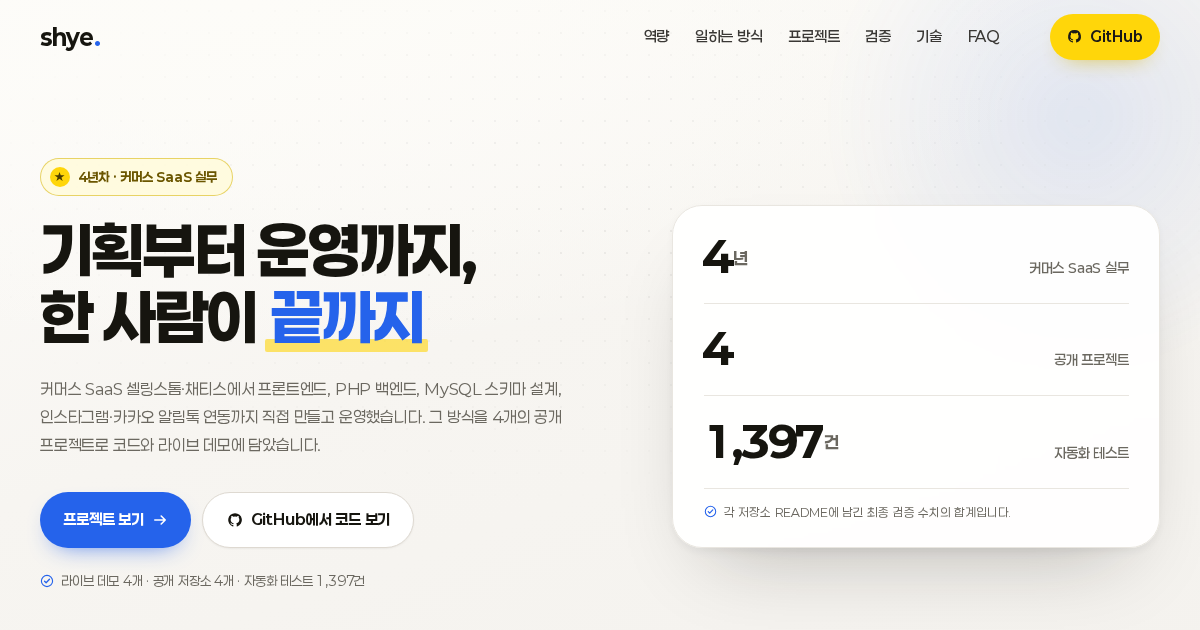 shye.
역량 일하는 방식 프로젝트 검증 기술 FAQ GitHub
4년차 · 커머스 SaaS 실무
기획부터 운영까지,
한 사람이 끝까지
커머스 SaaS 셀링스톰·채티스에서 프론트엔드, PHP 백엔드, MySQL 스키마 설계,
인스타그램·카카오 알림톡 연동까지 직접 만들고 운영했습니다. 그 방식을 4개의 공개
프로젝트로 코드와 라이브 데모에 담았습니다.
프로젝트 보기 →
GitHub에서 코드 보기
라이브 데모 4개 · 공개 저장소 4개 · 자동화 테스트 1,397건
4년 커머스 SaaS 실무
4 공개 프로젝트
1,397건 자동화 테스트
각 저장소 README에 남긴 최종 검증 수치의 합계입니다.